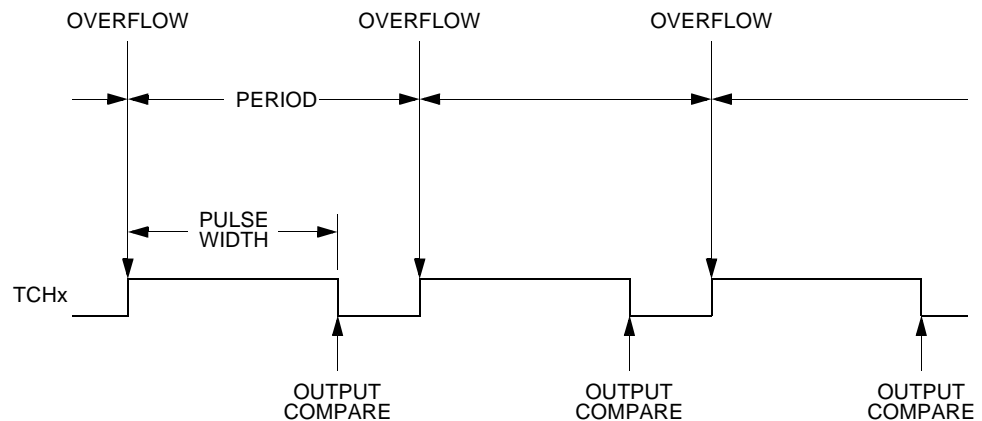 OVERFLOW
OVERFLOW
OVERFLOW
PERIOD
PULSE
WIDTH
TCHx
OUTPUT
COMPARE
OUTPUT
COMPARE
OUTPUT
COMPARE